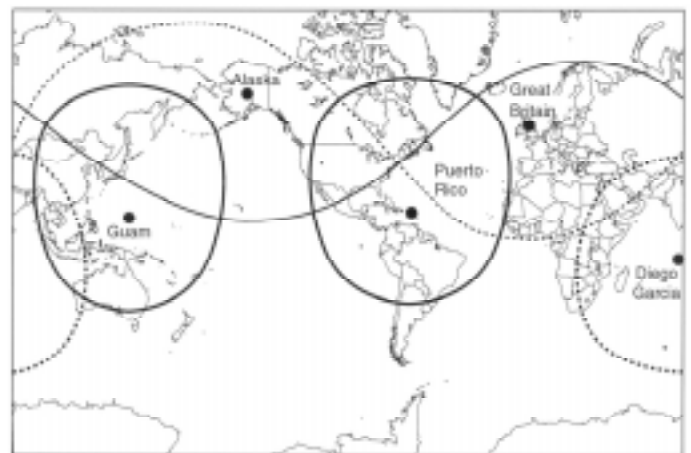 Alaska
Great
Britain
Puerto
Rico
Guam
Diego
Garcia